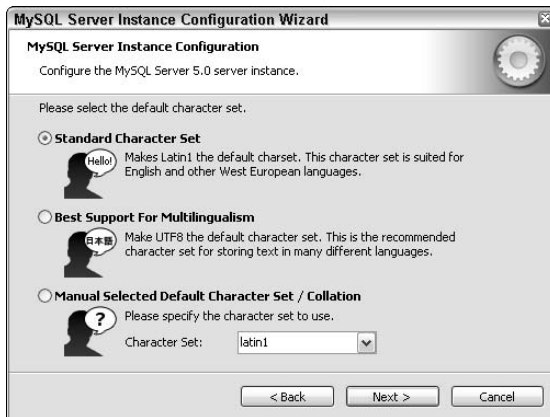 MySQL Server Instance Configuration Wizard
MySQL Server Instance Configuration
Configure the MySQL Server 5.0 server instance.
Please select the default character set.
Standard Character Set
Hello!
Makes Latin1 the default charset. This character set is suited for
English and other West European languages.
Best Support For Multilingualism
日本語
Make UTF8 the default character set. This is the recommended
character set for storing text in many different languages.
Manual Selected Default Character Set / Collation
?
Please specify the character set to use.
Character Set: latin1
< Back Next > Cancel